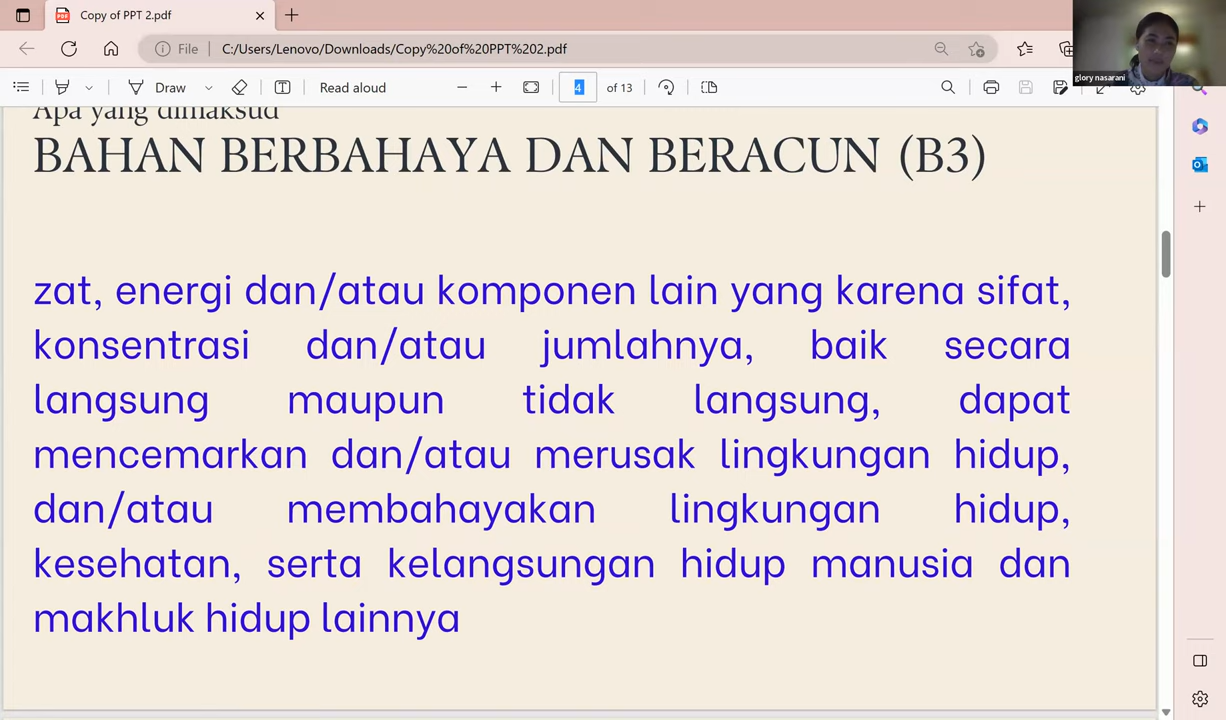 Copy of PPT 2.pdf
File
C:/Users/Lenovo/Downloads/Copy%20of%20PPT%202.pdf
glory nasarani
Draw
Read aloud
4 of 13
Apa yang dimaksud
BAHAN BERBAHAYA DAN BERACUN (B3)
zat, energi dan/atau komponen lain yang karena sifat,
konsentrasi dan/atau jumlahnya, baik secara
langsung maupun tidak langsung, dapat
mencemarkan dan/atau merusak lingkungan hidup,
dan/atau membahayakan lingkungan hidup,
kesehatan, serta kelangsungan hidup manusia dan
makhluk hidup lainnya